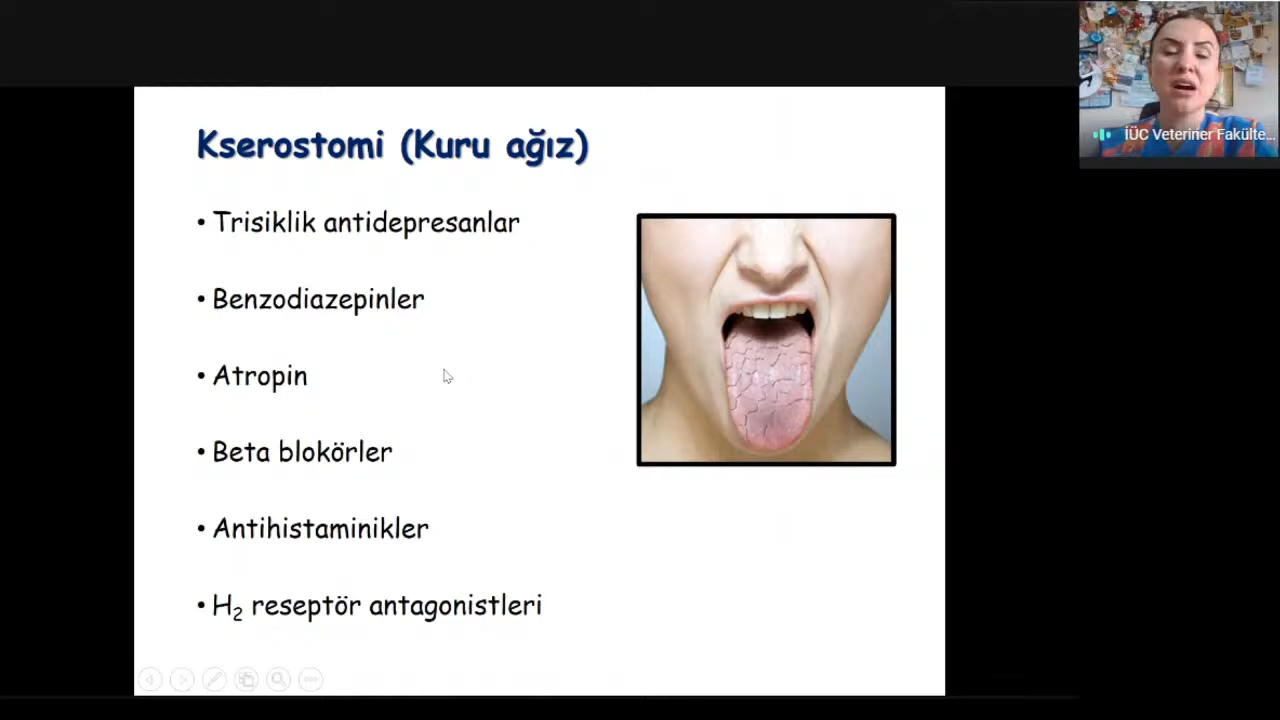 Kserostomi (Kuru ağız)
• Trisiklik antidepresanlar
• Benzodiazepinler
• Atropin
• Beta blokörler
• Antihistaminikler
• H₂ reseptör antagonistleri
İÜC Veteriner Fakülte...